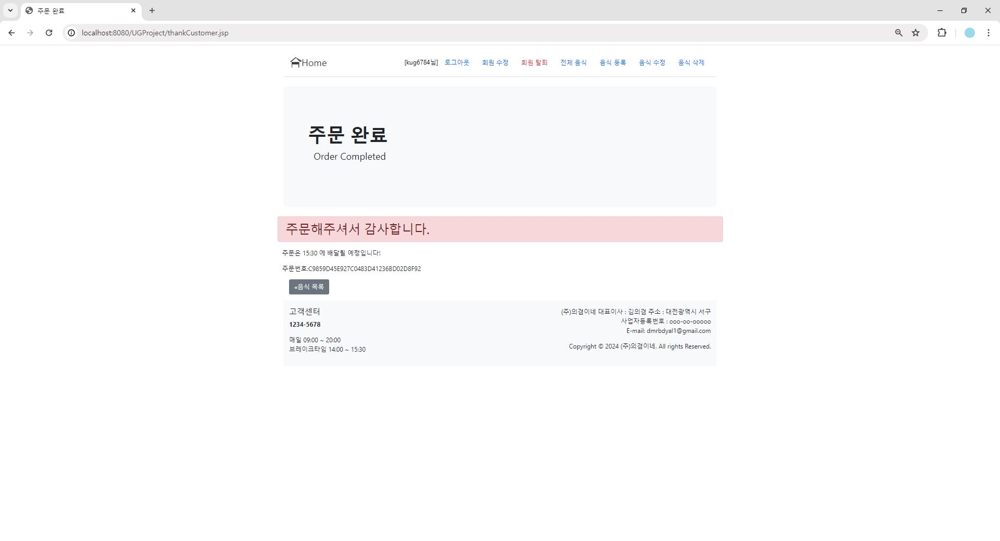 주문 완료
localhost:8080/UGProject/thankCustomer.jsp
Home
[kug6784님] 로그아웃 회원 수정 회원 탈퇴 전체 음식 음식 등록 음식 수정 음식 삭제
주문 완료
Order Completed
주문해주셔서 감사합니다.
주문은 15:30 에 배달될 예정입니다!
주문번호:C9859D45E927C0483D41236BD02D8F92
«음식 목록
고객센터
1234-5678
매일 09:00 ~ 20:00
브레이크타임 14:00 ~ 15:30
(주)의겸이네 대표이사 : 김의겸 주소 : 대전광역시 서구
사업자등록번호 : ooo-oo-ooooo
E-mail: dmrbdyal1@gmail.com
Copyright © 2024 (주)의겸이네. All rights Reserved.